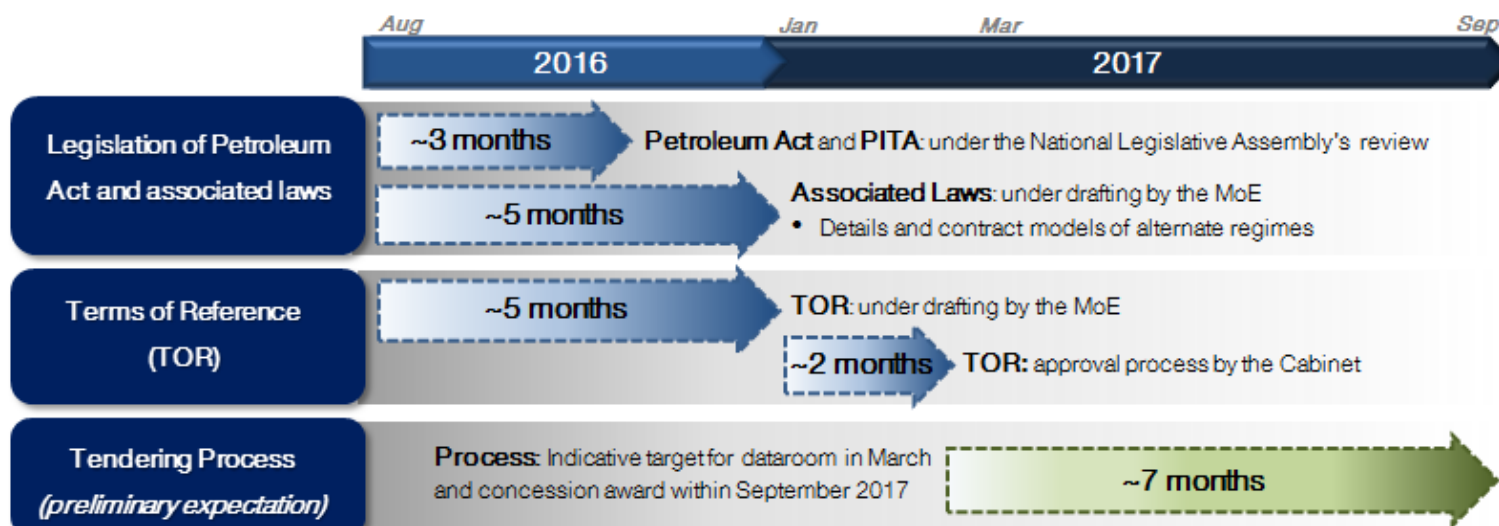 Aug
Jan
Mar
Sep
2016
2017
Legislation of Petroleum
Act and associated laws
~3 months
Petroleum Act and PITA: under the National Legislative Assembly's review
~5 months
Associated Laws: under drafting by the MoE
• Details and contract models of alternate regimes
Terms of Reference
(TOR)
~5 months
TOR: under drafting by the MoE
~2 months
TOR: approval process by the Cabinet
Tendering Process
(preliminary expectation)
Process: Indicative target for dataroom in March
and concession award within September 2017
~7 months